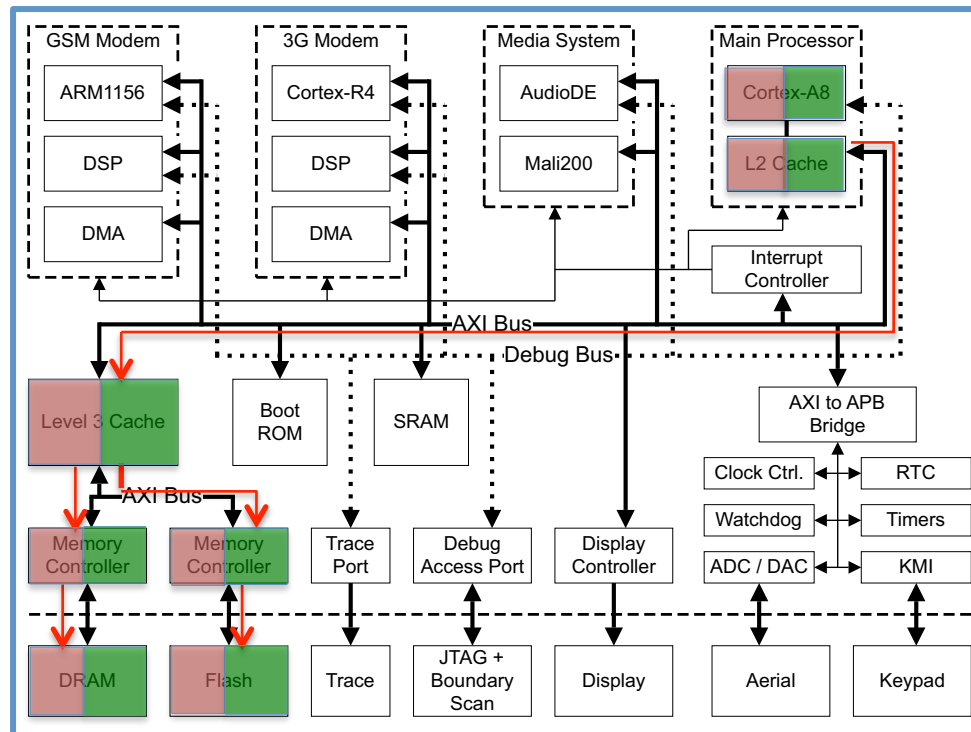 GSM Modem
3G Modem
Media System
Main Processor
ARM1156
Cortex-R4
AudioDE
Cortex-A8
DSP
DSP
Mali200
L2 Cache
DMA
DMA
Interrupt
Controller
AXI Bus
Debug Bus
Level 3 Cache
Boot
ROM
SRAM
AXI to APB
Bridge
Clock Ctrl.
RTC
AXI Bus
Watchdog
Timers
Memory
Controller
Memory
Controller
Trace
Port
Debug
Access Port
Display
Controller
ADC / DAC
KMI
DRAM
Flash
Trace
JTAG +
Boundary
Scan
Display
Aerial
Keypad